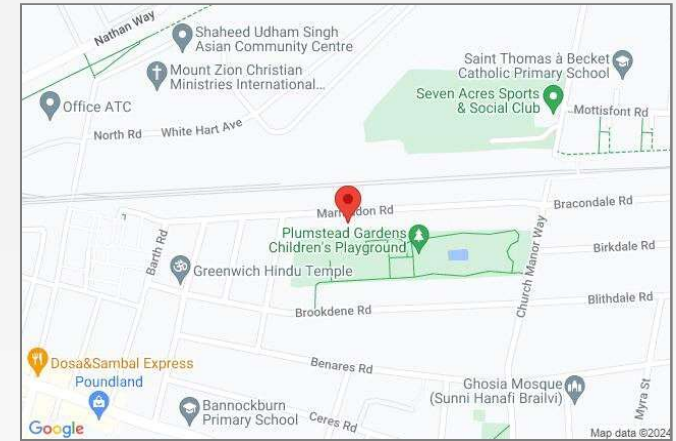 Nathan Way
Shaheed Udham Singh
Asian Community Centre
Mount Zion Christian
Ministries International...
Saint Thomas à Becket
Catholic Primary School
Seven Acres Sports
& Social Club
Mottisfont Rd
Office ATC
North Rd
White Hart Ave
Bracondale Rd
Plumstead Gardens
Children's Playground
Barth Rd
Church Manor Way
Birkdale Rd
Greenwich Hindu Temple
Blithdale Rd
Brookdene Rd
Dosa&Sambal Express
Poundland
Benares Rd
Ghosia Mosque
(Sunni Hanafi Brailvi)
Myra St
Bannockburn
Primary School
Ceres Rd
Google
Map data ©2024